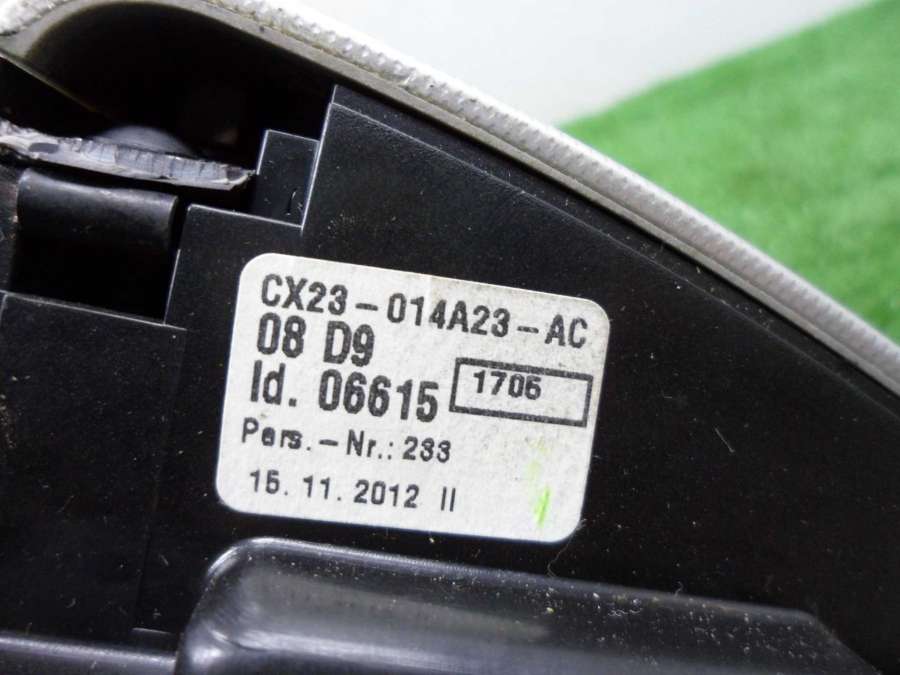 CX23-014A23-AC
08 D9
Id. 06615 1705
Pers.-Nr.: 233
15. 11. 2012 II